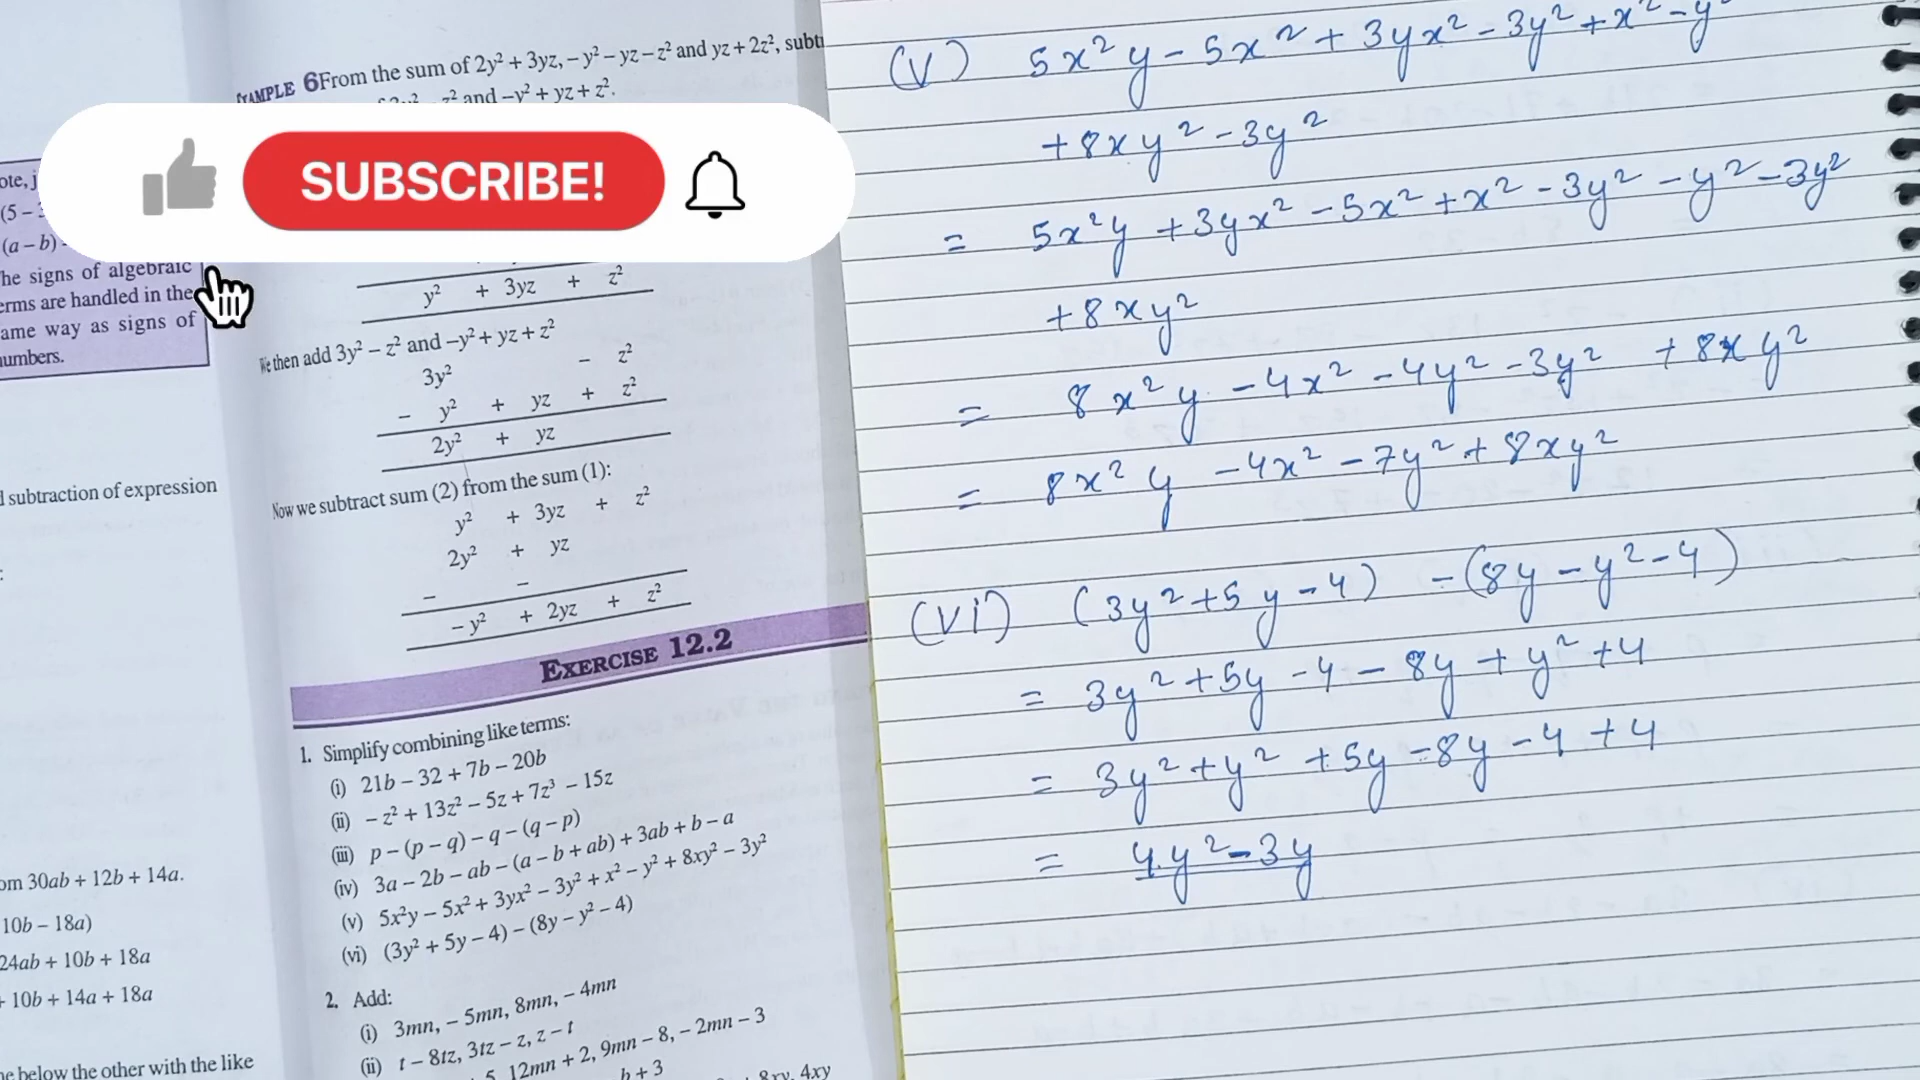 EXAMPLE 6 From the sum of 2y² + 3yz, – y² – yz – z² and yz + 2z²,
z² and –y² + yz + z².
SUBSCRIBE!
(5 –
(a – b)
signs of algebraic
are handled in the
way as signs of
y² + 3yz + z²
We then add 3y² – z² and –y² + yz + z²
3y² – z²
– y² + yz + z²
2y² + yz
Now we subtract sum (2) from the sum (1):
y² + 3yz + z²
2y² + yz
– –
– y² + 2yz + z²
subtraction of expression
30ab + 12b + 14a.
10b – 18a)
24ab + 10b + 18a
+ 10b + 14a + 18a
below the other with the like
EXERCISE 12.2
1. Simplify combining like terms:
(i) 21b – 32 + 7b – 20b
(ii) – z² + 13z² – 5z + 7z³ – 15z
(iii) p – (p – q) – q – (q – p)
(iv) 3a – 2b – ab – (a – b + ab) + 3ab + b – a
(v) 5x²y – 5x² + 3yx² – 3y² + x² – y² + 8xy² – 3y²
(vi) (3y² + 5y – 4) – (8y – y² – 4)
2. Add:
(i) 3mn, – 5mn, 8mn, – 4mn
(ii) t – 8tz, 3tz – z, z – t
5, 12mn + 2, 9mn – 8, – 2mn – 3
b + 3
8xy, 4xy
(V) 5x²y - 5x² + 3yx² - 3y² + x² - y²
+ 8xy² - 3y²
= 5x²y + 3yx² - 5x² + x² - 3y² - y² - 3y²
+ 8xy²
= 8x²y - 4x² - 4y² - 3y² + 8xy²
= 8x²y - 4x² - 7y² + 8xy²
(Vi) (3y² + 5y - 4) - (8y - y² - 4)
= 3y² + 5y - 4 - 8y + y² + 4
= 3y² + y² + 5y - 8y - 4 + 4
= 4y² - 3y